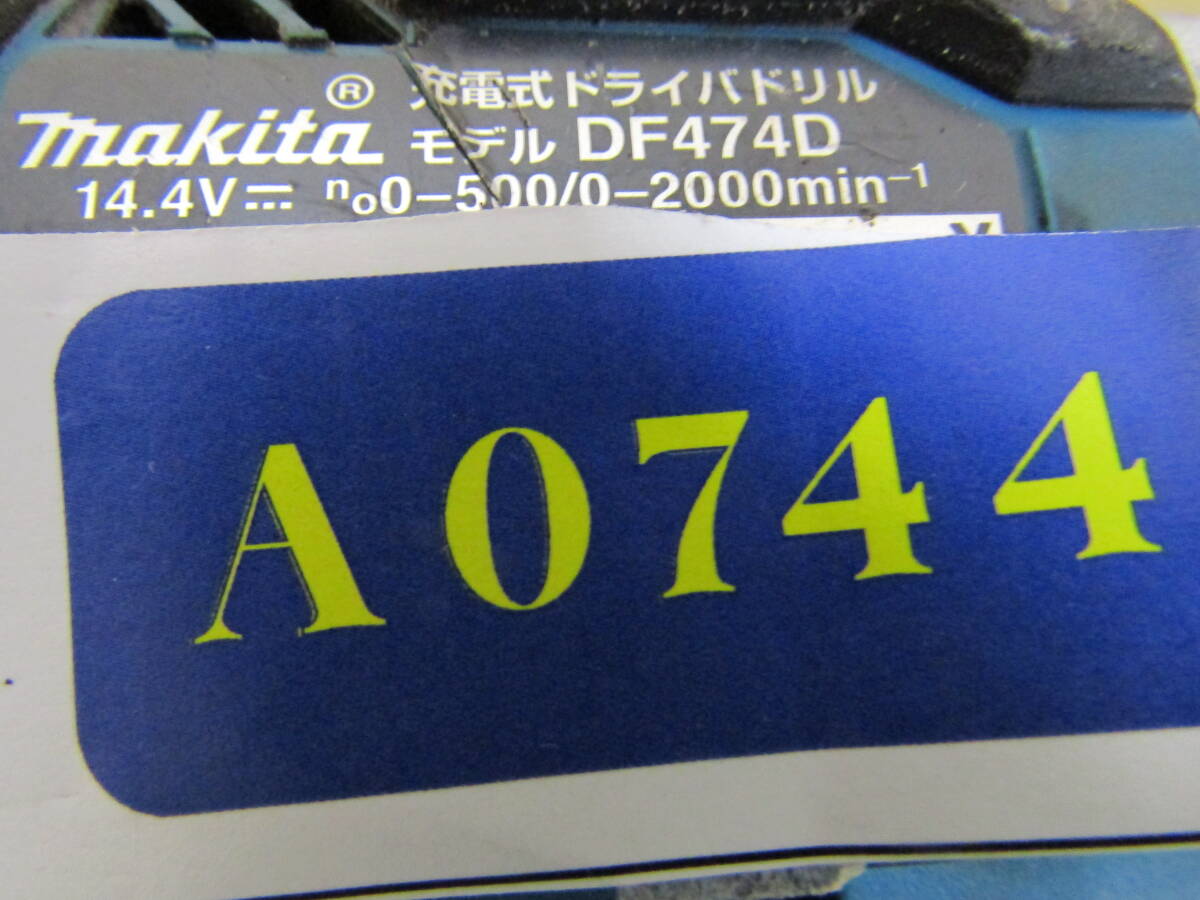 makita® 充電式ドライバドリル
モデル DF474D
14.4V⎓ n₀0-500/0-2000min⁻¹
A0744